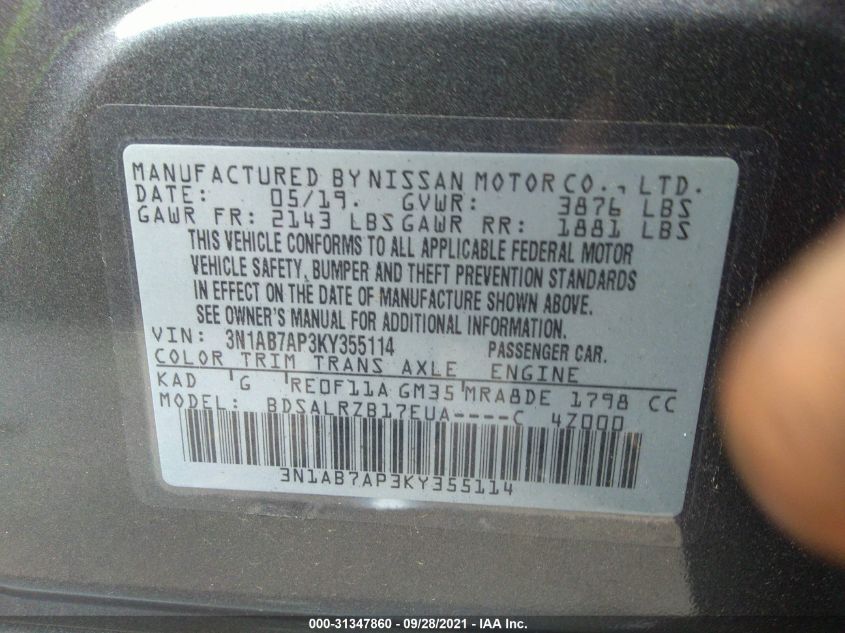 MANUFACTURED BY NISSAN MOTOR CO., LTD.
DATE: 05/19. GVWR: 3876 LBS
GAWR FR: 2143 LBS GAWR RR: 1881 LBS
THIS VEHICLE CONFORMS TO ALL APPLICABLE FEDERAL MOTOR
VEHICLE SAFETY, BUMPER AND THEFT PREVENTION STANDARDS
IN EFFECT ON THE DATE OF MANUFACTURE SHOWN ABOVE.
SEE OWNER'S MANUAL FOR ADDITIONAL INFORMATION.
VIN: 3N1AB7AP3KY355114 PASSENGER CAR.
COLOR TRIM TRANS AXLE ENGINE
KAD G RE0F11A GM35 MRA8DE 1798 CC
MODEL: BDSALRZB17EUA----C 4Z000
3N1AB7AP3KY355114
000-31347860 - 09/28/2021 - IAA Inc.